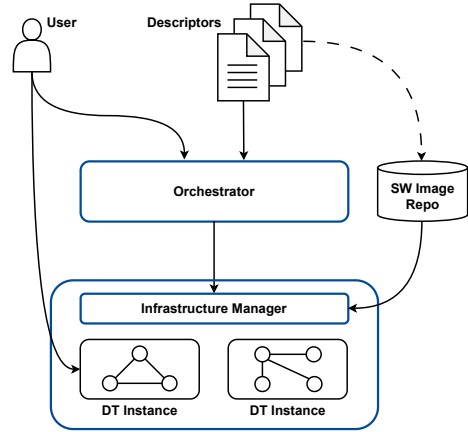 User
Descriptors
Orchestrator
SW Image
Repo
Infrastructure Manager
DT Instance
DT Instance